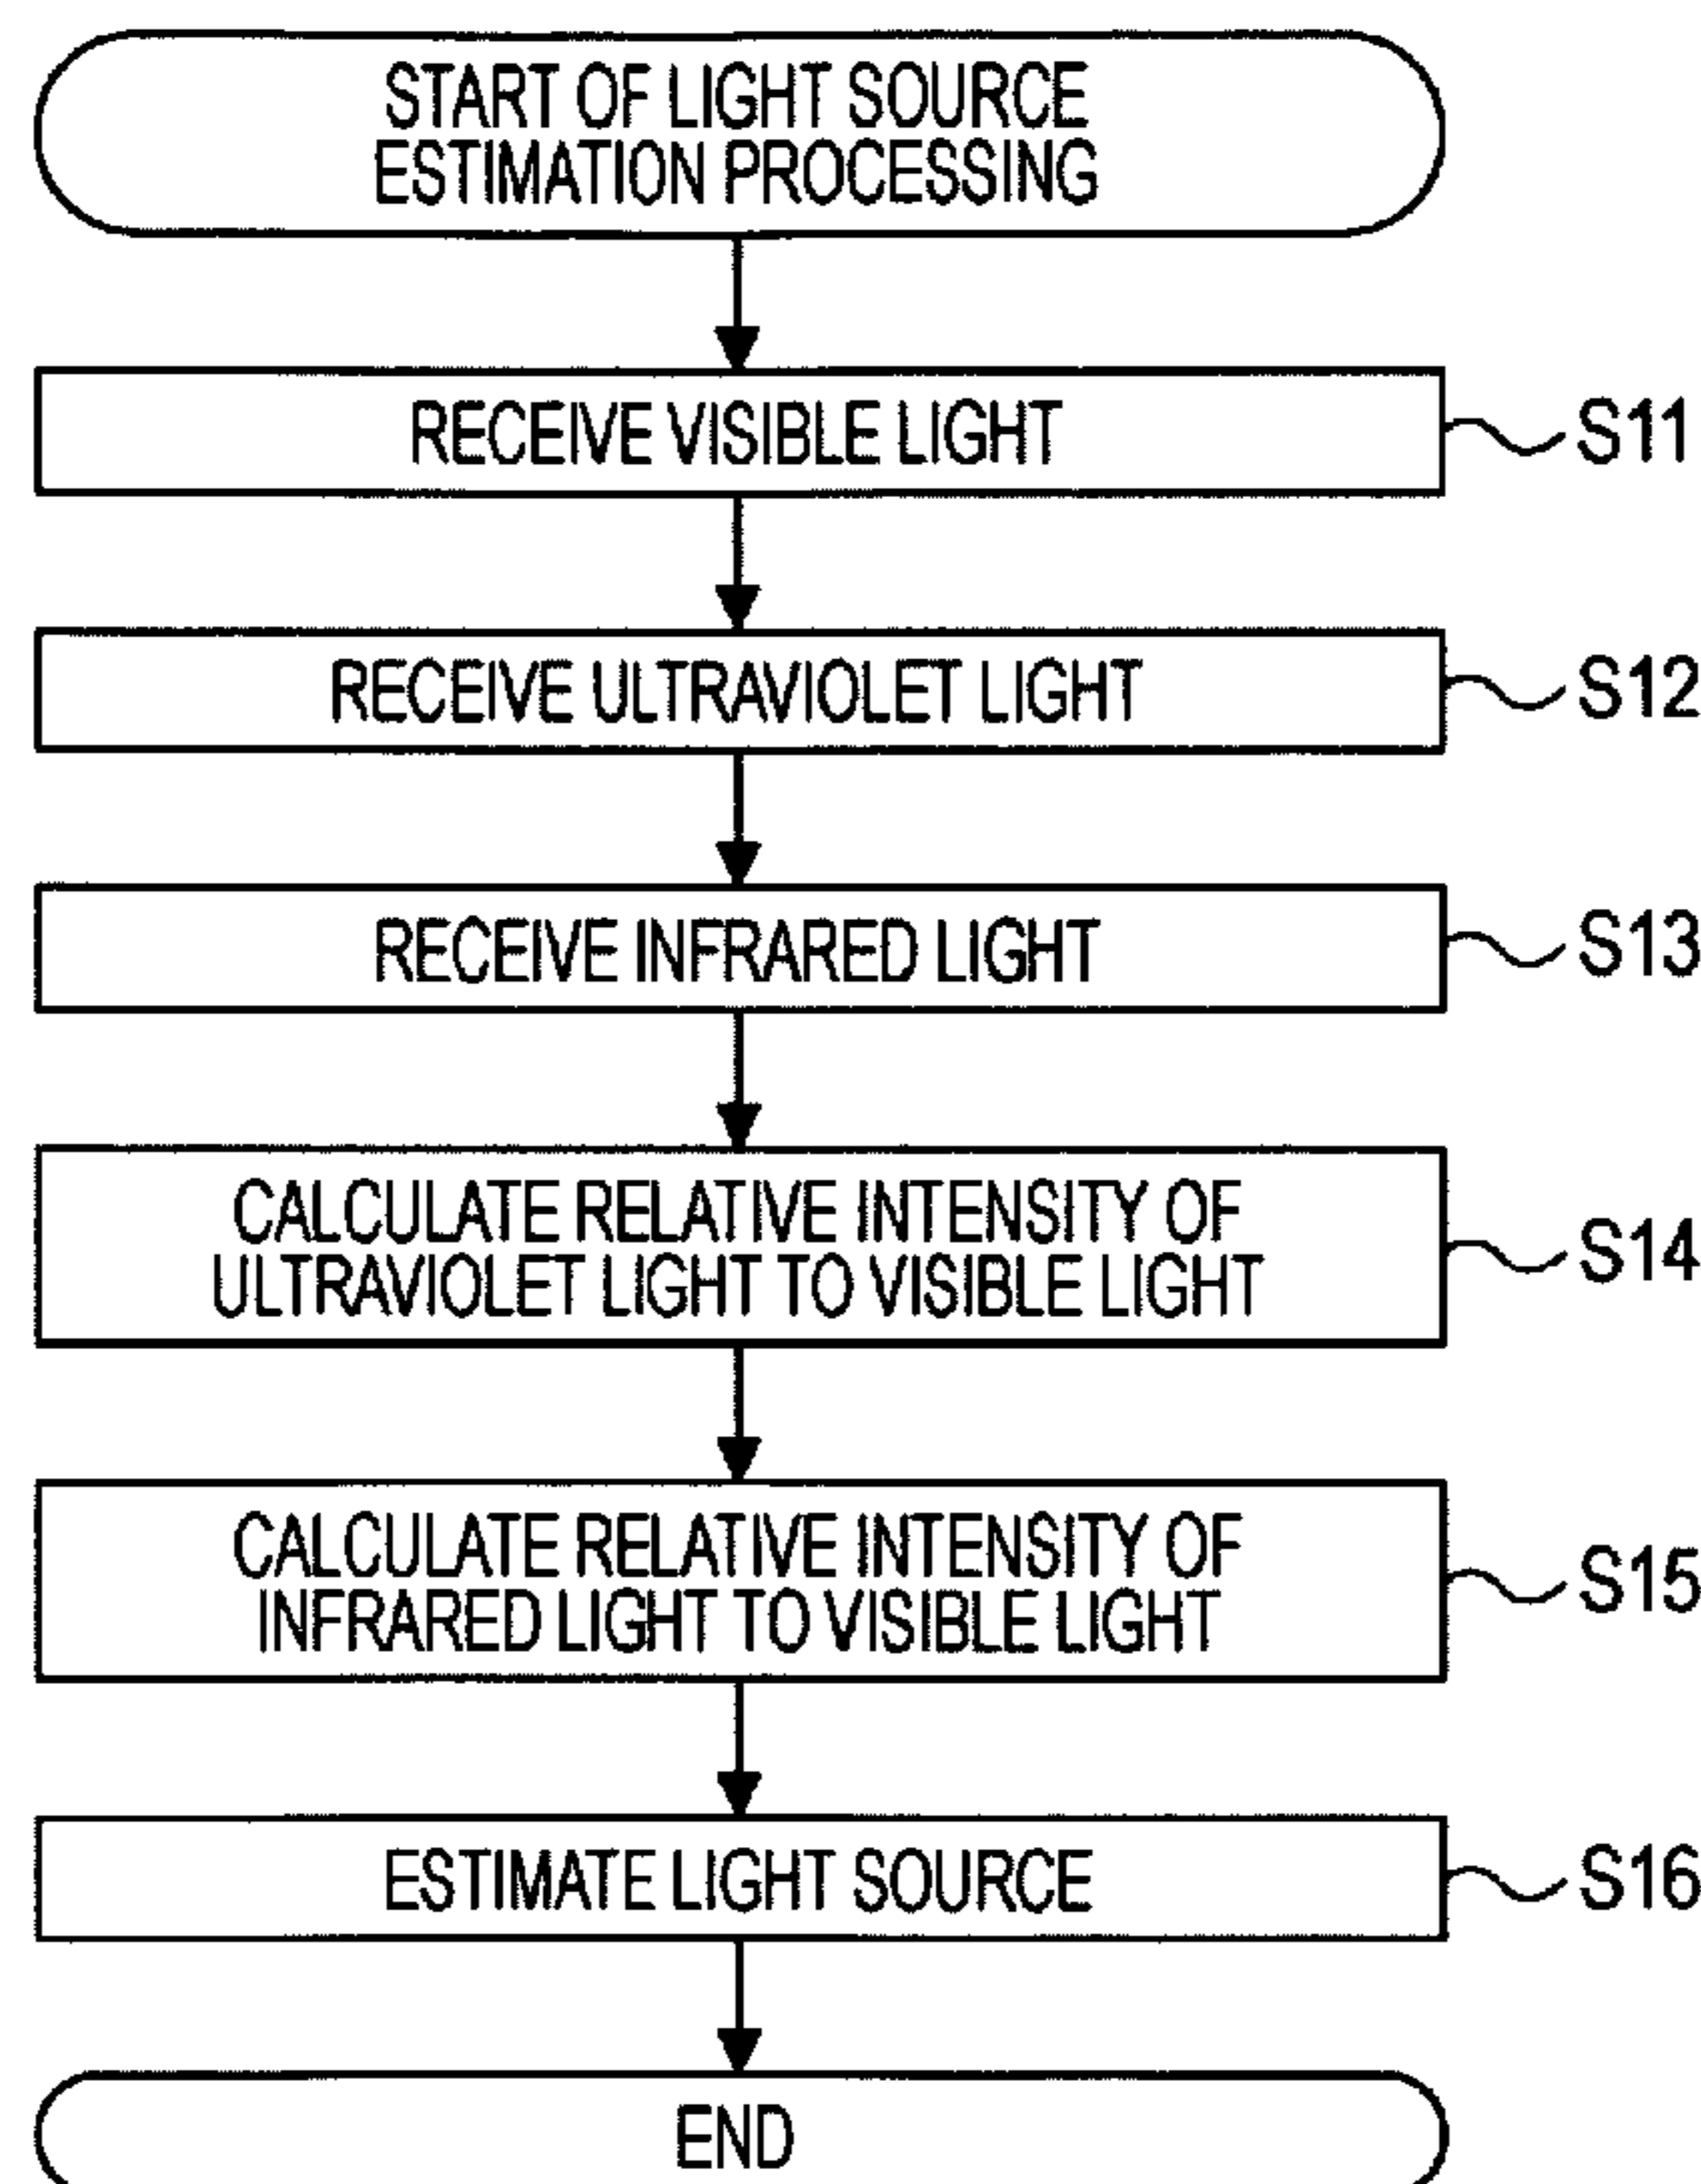 START OF LIGHT SOURCE
ESTIMATION PROCESSING
RECEIVE VISIBLE LIGHT
S11
RECEIVE ULTRAVIOLET LIGHT
S12
RECEIVE INFRARED LIGHT
S13
CALCULATE RELATIVE INTENSITY OF
ULTRAVIOLET LIGHT TO VISIBLE LIGHT
S14
CALCULATE RELATIVE INTENSITY OF
INFRARED LIGHT TO VISIBLE LIGHT
S15
ESTIMATE LIGHT SOURCE
S16
END